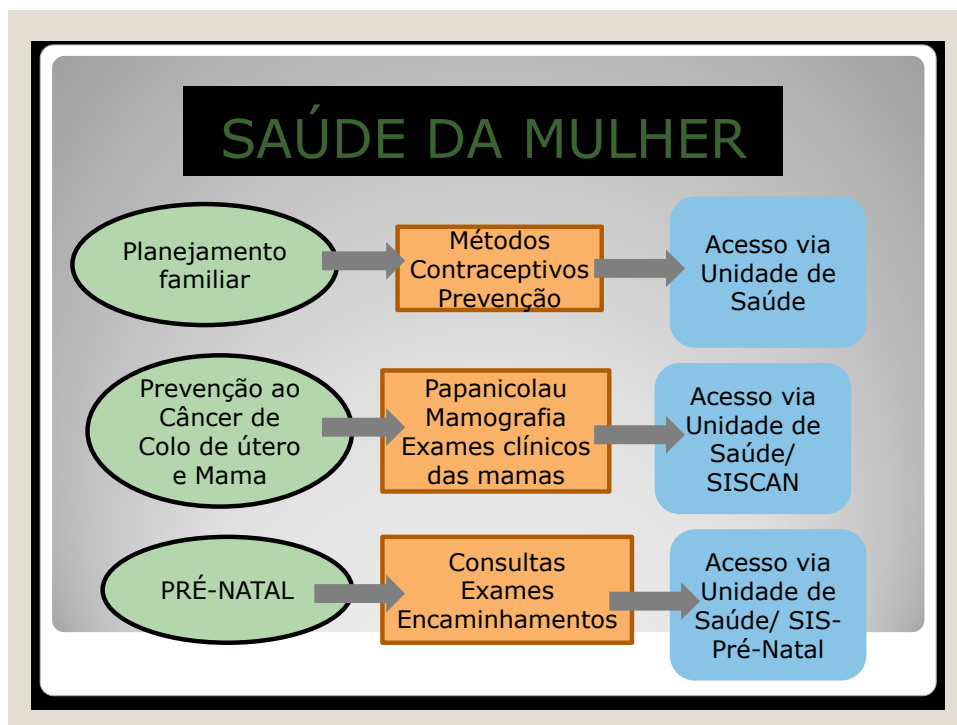 SAÚDE DA MULHER
Planejamento
familiar
Métodos
Contraceptivos
Prevenção
Acesso via
Unidade de
Saúde
Prevenção ao
Câncer de
Colo de útero
e Mama
Papanicolau
Mamografia
Exames clínicos
das mamas
Acesso via
Unidade de
Saúde/
SISCAN
PRÉ-NATAL
Consultas
Exames
Encaminhamentos
Acesso via
Unidade de
Saúde/ SIS-
Pré-Natal